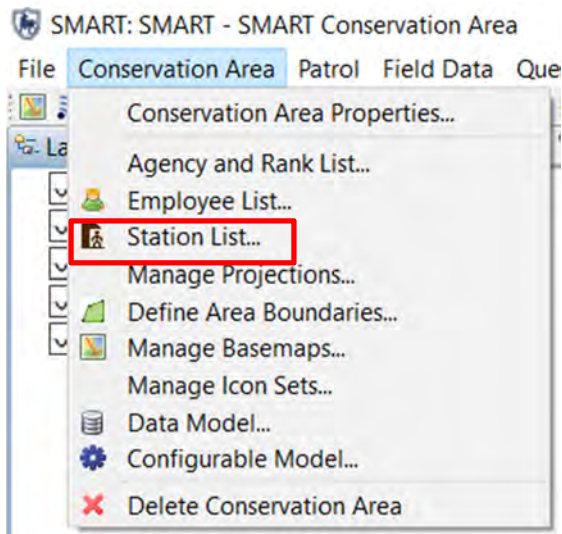 SMART: SMART - SMART Conservation Area
File Conservation Area Patrol Field Data
Conservation Area Properties...
Agency and Rank List...
Employee List...
Station List...
Manage Projections...
Define Area Boundaries...
Manage Basemaps...
Manage Icon Sets...
Data Model...
Configurable Model...
Delete Conservation Area